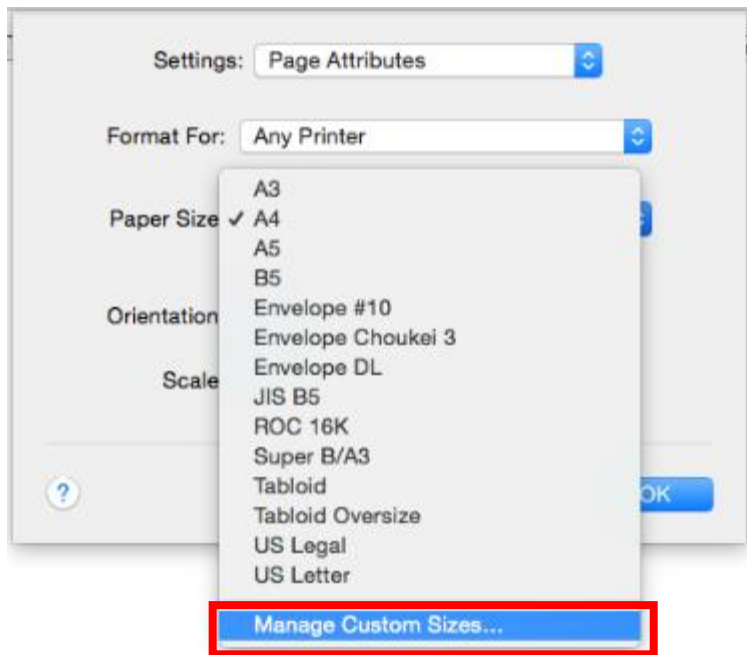 Settings: Page Attributes
Format For: Any Printer
A3
Paper Size ✓ A4
A5
B5
Envelope #10
Orientation
Envelope Choukei 3
Envelope DL
Scale
JIS B5
ROC 16K
Super B/A3
Tabloid
? OK
Tabloid Oversize
US Legal
US Letter
Manage Custom Sizes...